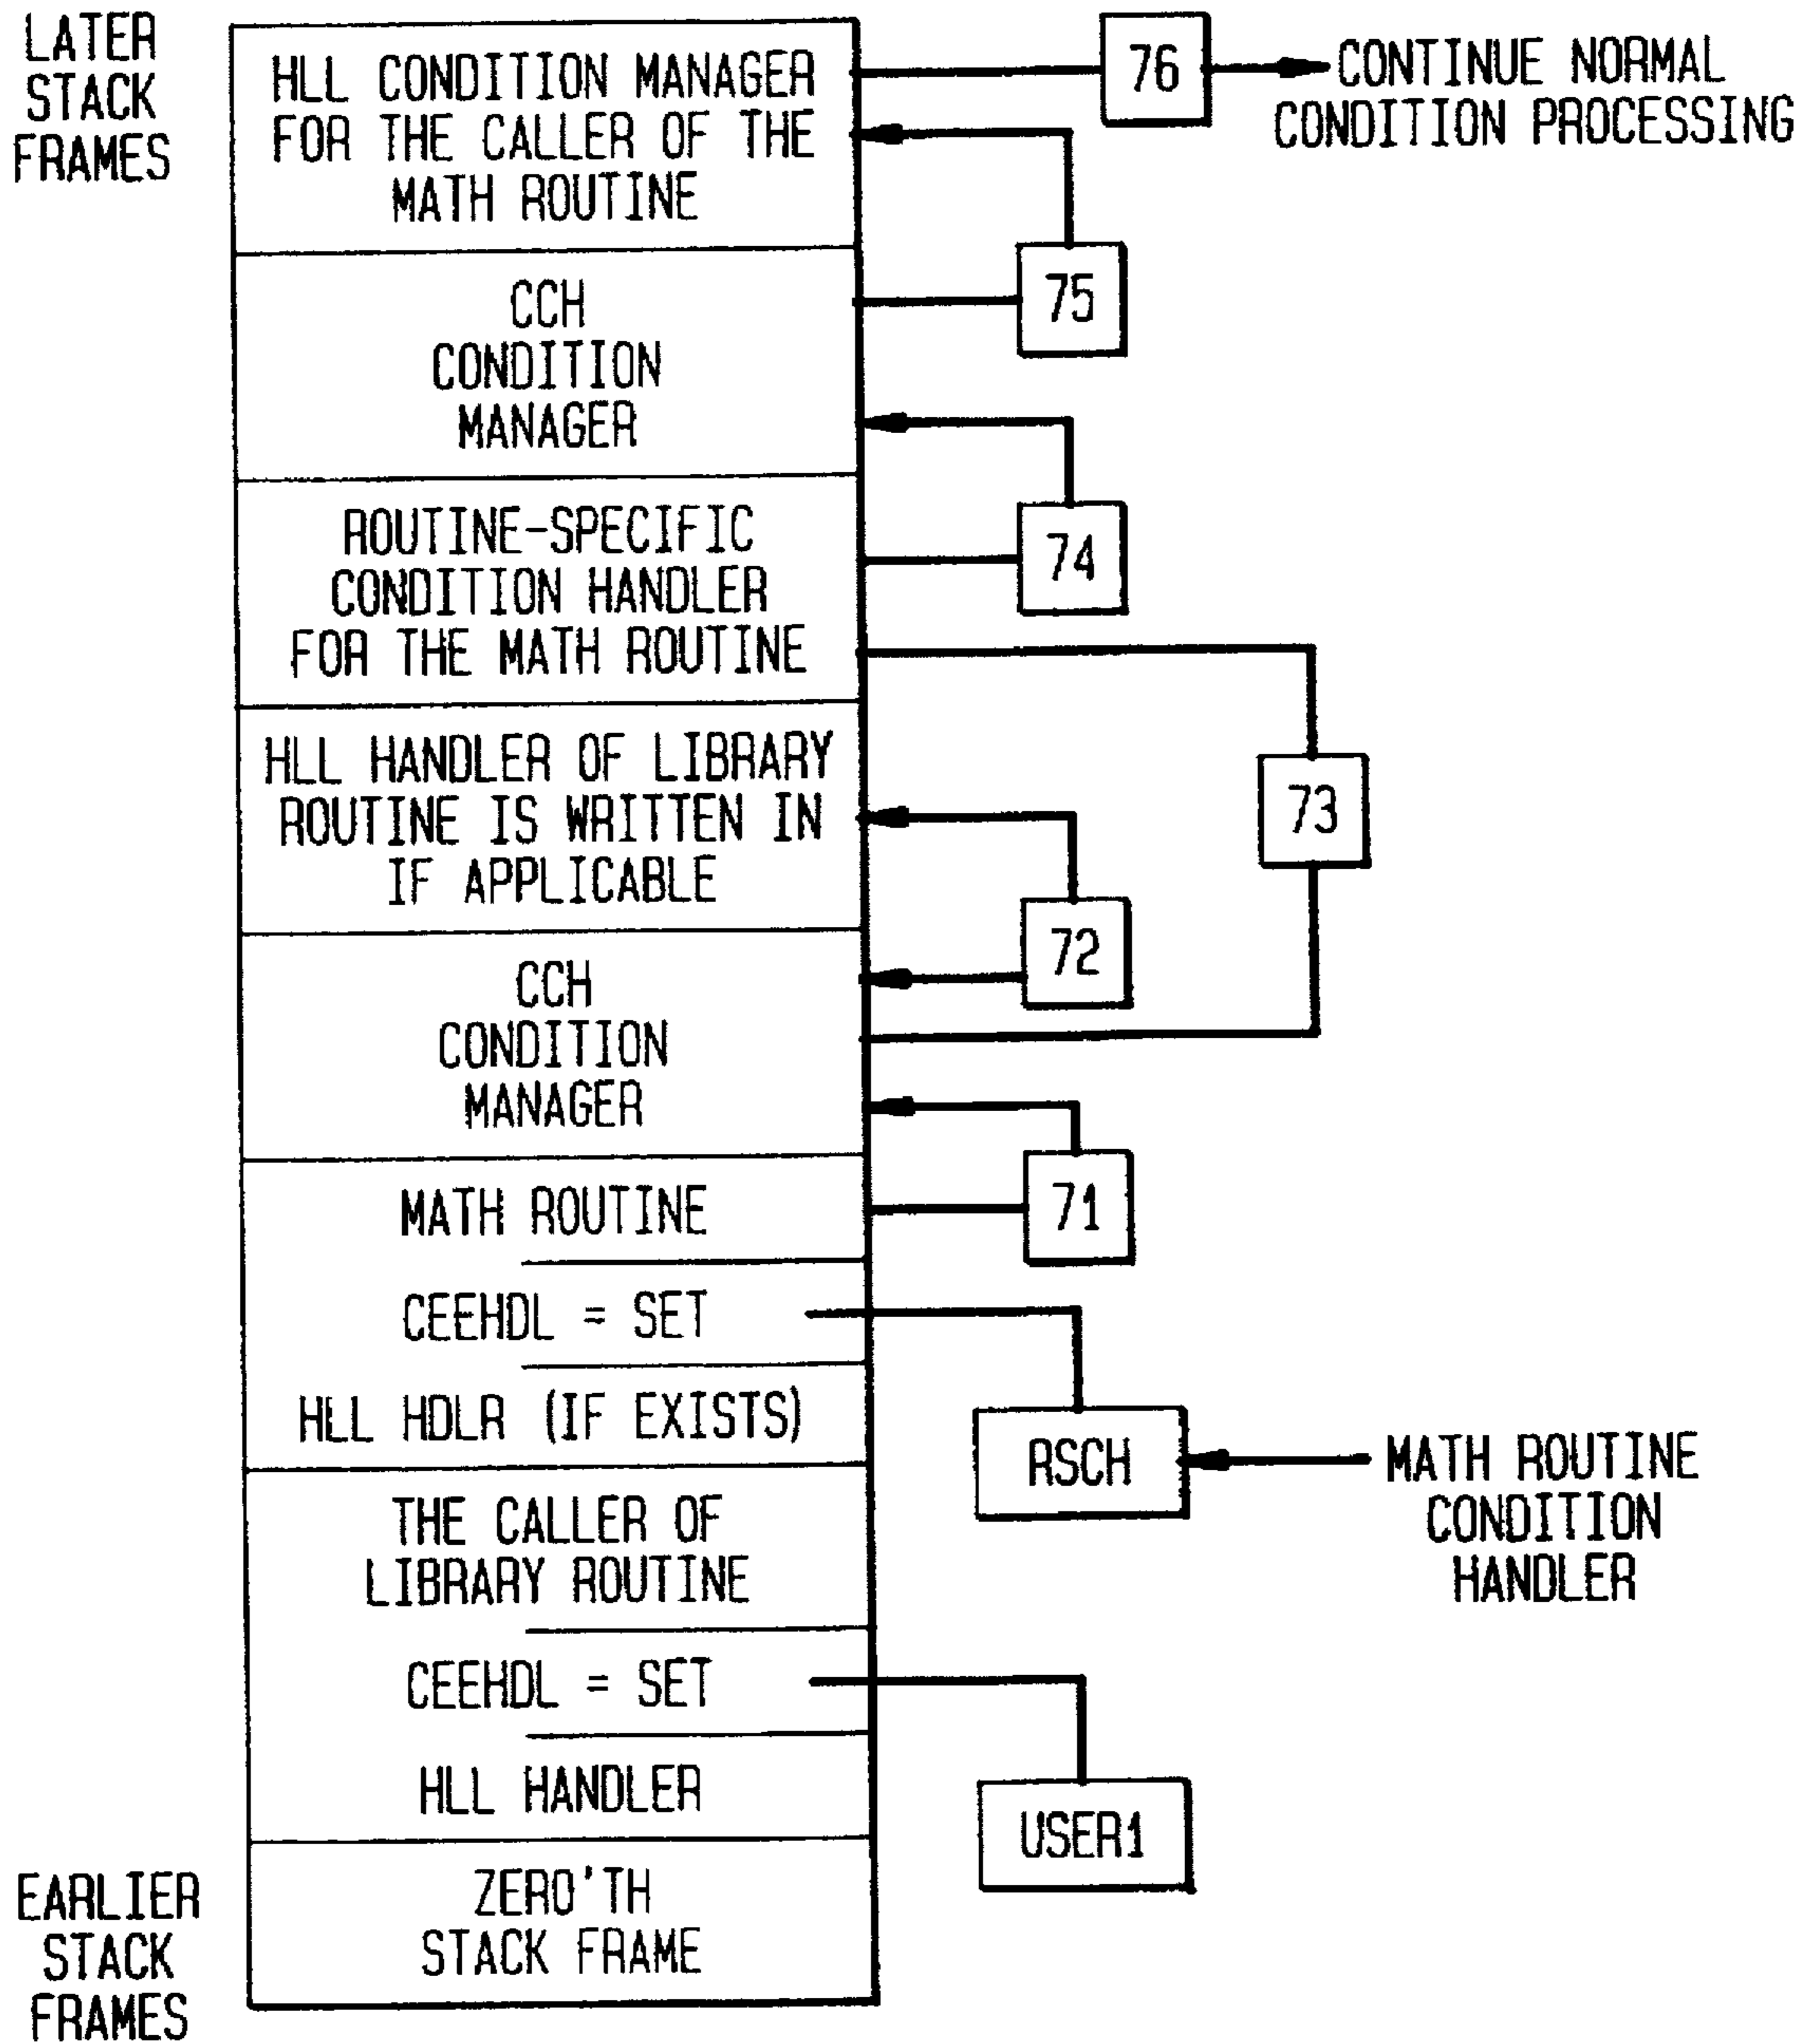 LATER
STACK
FRAMES
HLL CONDITION MANAGER
FOR THE CALLER OF THE
MATH ROUTINE
76
CONTINUE NORMAL
CONDITION PROCESSING
CCH
CONDITION
MANAGER
75
ROUTINE-SPECIFIC
CONDITION HANDLER
FOR THE MATH ROUTINE
74
HLL HANDLER OF LIBRARY
ROUTINE IS WRITTEN IN
IF APPLICABLE
73
72
CCH
CONDITION
MANAGER
MATH ROUTINE
71
CEEHDL = SET
HLL HDLR (IF EXISTS)
RSCH
MATH ROUTINE
CONDITION
HANDLER
THE CALLER OF
LIBRARY ROUTINE
CEEHDL = SET
HLL HANDLER
USER1
ZERO'TH
STACK FRAME
EARLIER
STACK
FRAMES